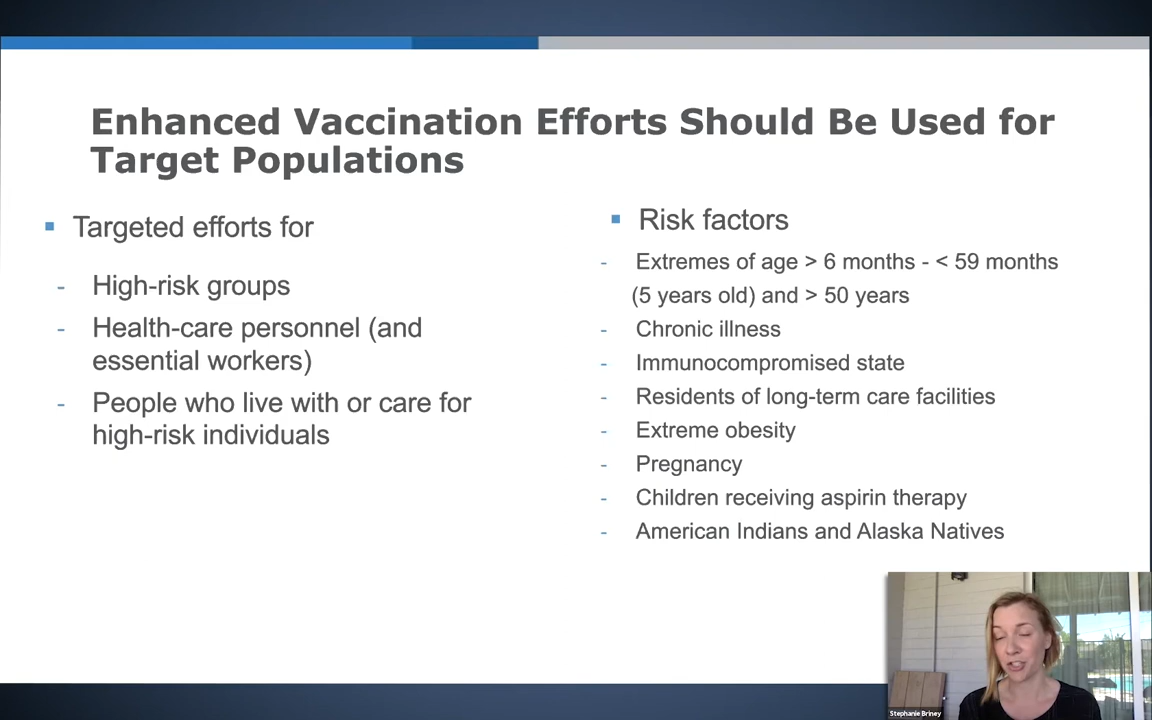 Enhanced Vaccination Efforts Should Be Used for
Target Populations
▪ Targeted efforts for
- High-risk groups
- Health-care personnel (and
essential workers)
- People who live with or care for
high-risk individuals
▪ Risk factors
- Extremes of age > 6 months - < 59 months
(5 years old) and > 50 years
- Chronic illness
- Immunocompromised state
- Residents of long-term care facilities
- Extreme obesity
- Pregnancy
- Children receiving aspirin therapy
- American Indians and Alaska Natives
Stephanie Briney